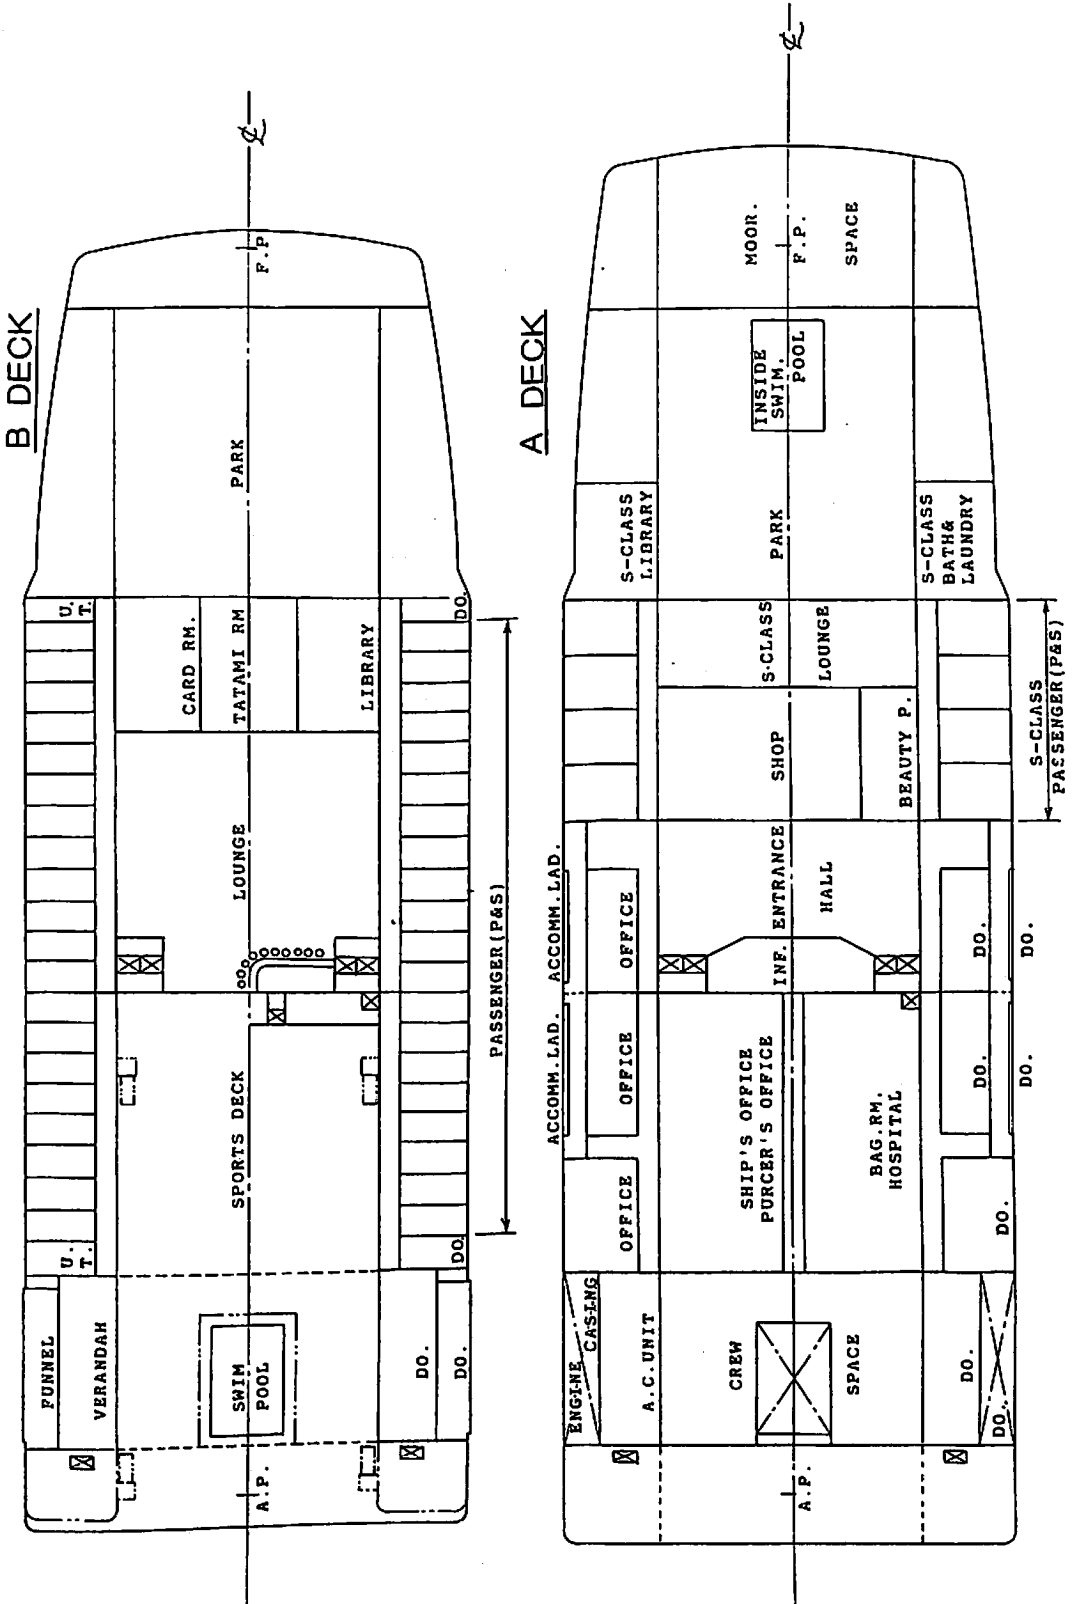 B DECK
℄
F.P
PARK
U.
T.
DO.
CARD RM.
TATAMI RM
LIBRARY
LOUNGE
PASSENGER(P&S)
SPORTS DECK
U.
T.
DO.
FUNNEL
VERANDAH
SWIM
POOL
DO.
DO.
A.P.
A DECK
℄
MOOR.
F.P.
SPACE
INSIDE
SWIM.
POOL
S-CLASS
LIBRARY
PARK
S-CLASS
BATH&
LAUNDRY
S-CLASS
LOUNGE
SHOP
BEAUTY P.
S-CLASS
PASSENGER(P&S)
ACCOMM.LAD.
OFFICE
ENTRANCE
HALL
INF.
DO.
DO.
ACCOMM.LAD.
OFFICE
SHIP'S OFFICE
PURCER'S OFFICE
BAG.RM.
HOSPITAL
DO.
DO.
OFFICE
DO.
ENGINE
CASING
A.C.UNIT
CREW
SPACE
DO.
DO.
A.P.